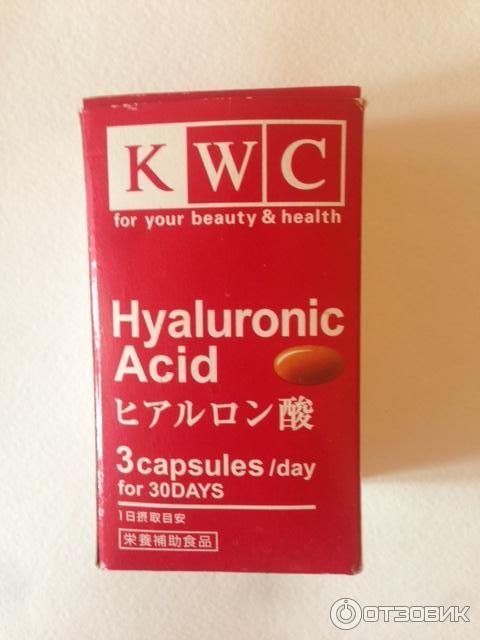 KWC
for your beauty & health
Hyaluronic
Acid
ヒアルロン酸
3capsules /day
for 30DAYS
1日摂取目安
栄養補助食品
ОТЗОВИК